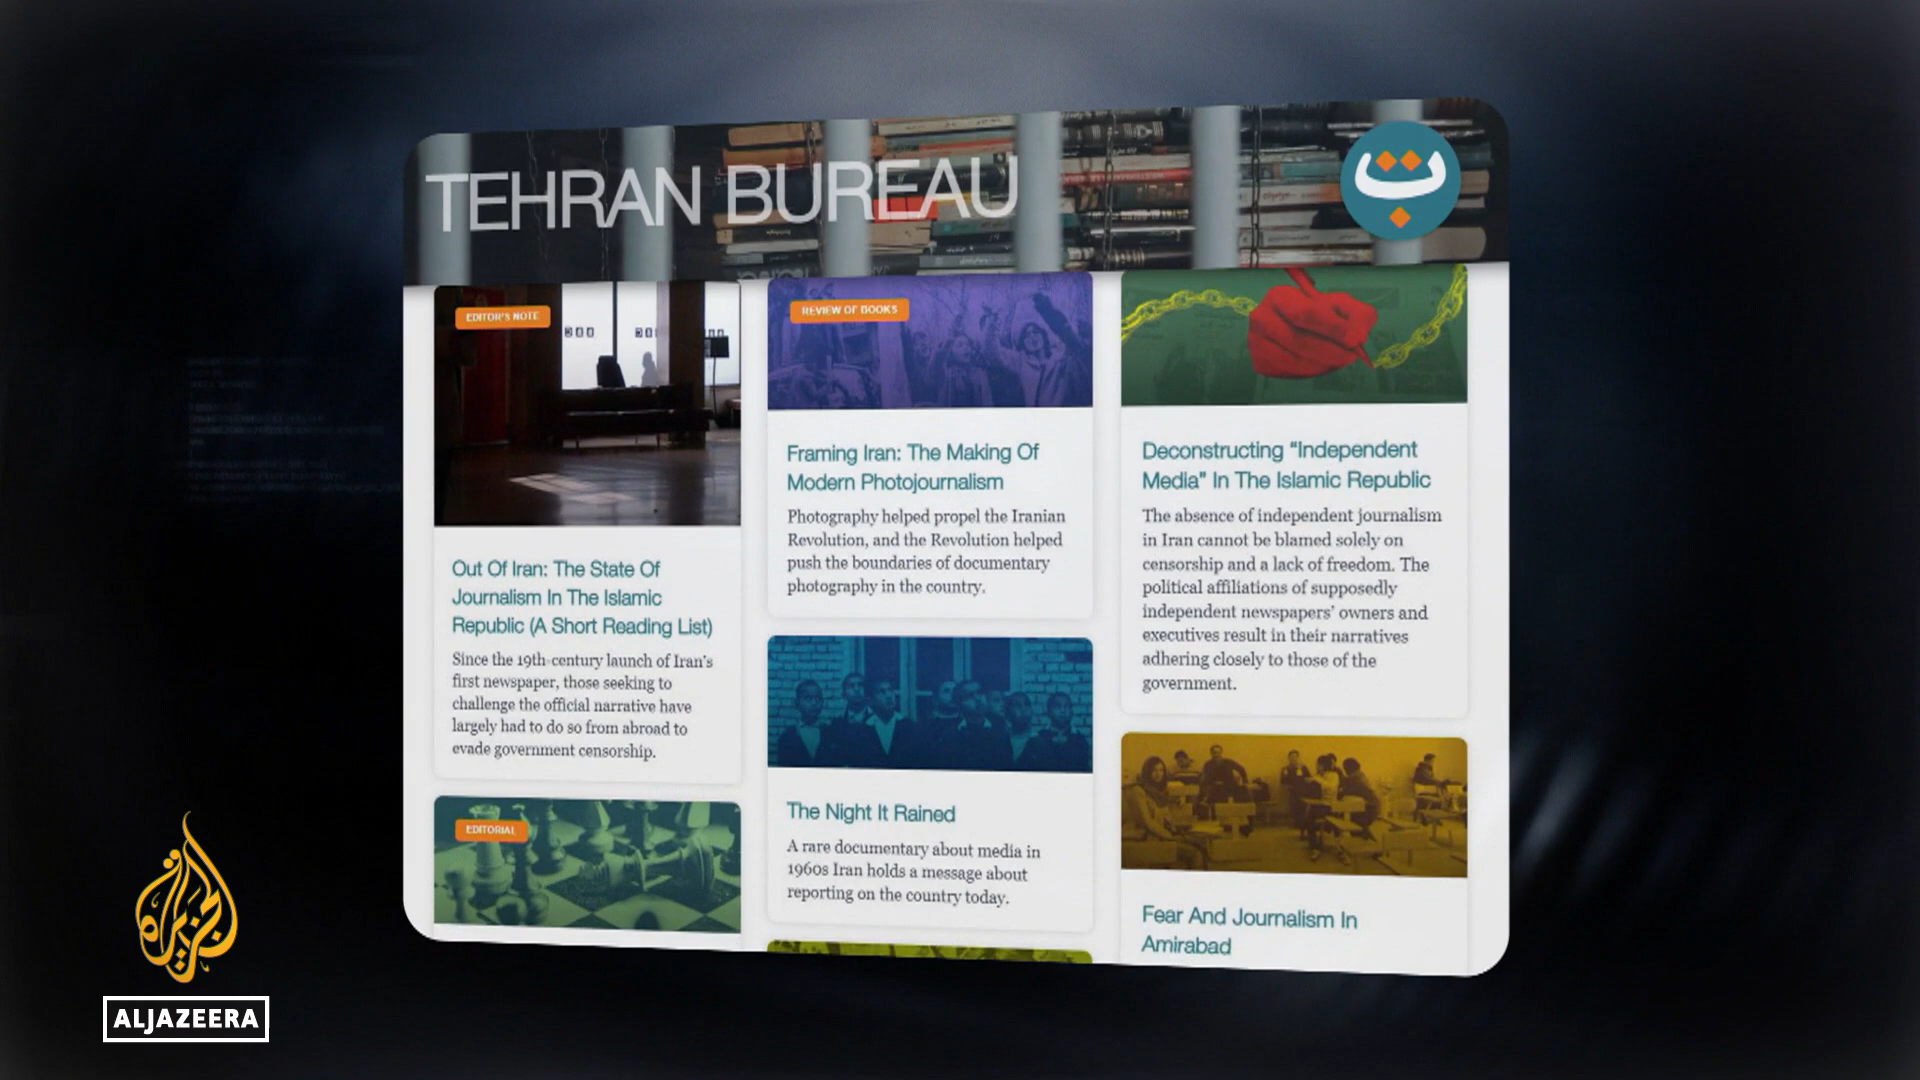 TEHRAN BUREAU
EDITOR'S NOTE
Out Of Iran: The State Of
Journalism In The Islamic
Republic (A Short Reading List)
Since the 19th-century launch of Iran's
first newspaper, those seeking to
challenge the official narrative have
largely had to do so from abroad to
evade government censorship.
EDITORIAL
REVIEW OF BOOKS
Framing Iran: The Making Of
Modern Photojournalism
Photography helped propel the Iranian
Revolution, and the Revolution helped
push the boundaries of documentary
photography in the country.
The Night It Rained
A rare documentary about media in
1960s Iran holds a message about
reporting on the country today.
Deconstructing “Independent
Media” In The Islamic Republic
The absence of independent journalism
in Iran cannot be blamed solely on
censorship and a lack of freedom. The
political affiliations of supposedly
independent newspapers’ owners and
executives result in their narratives
adhering closely to those of the
government.
Fear And Journalism In
Amirabad
الجزيرة
ALJAZEERA